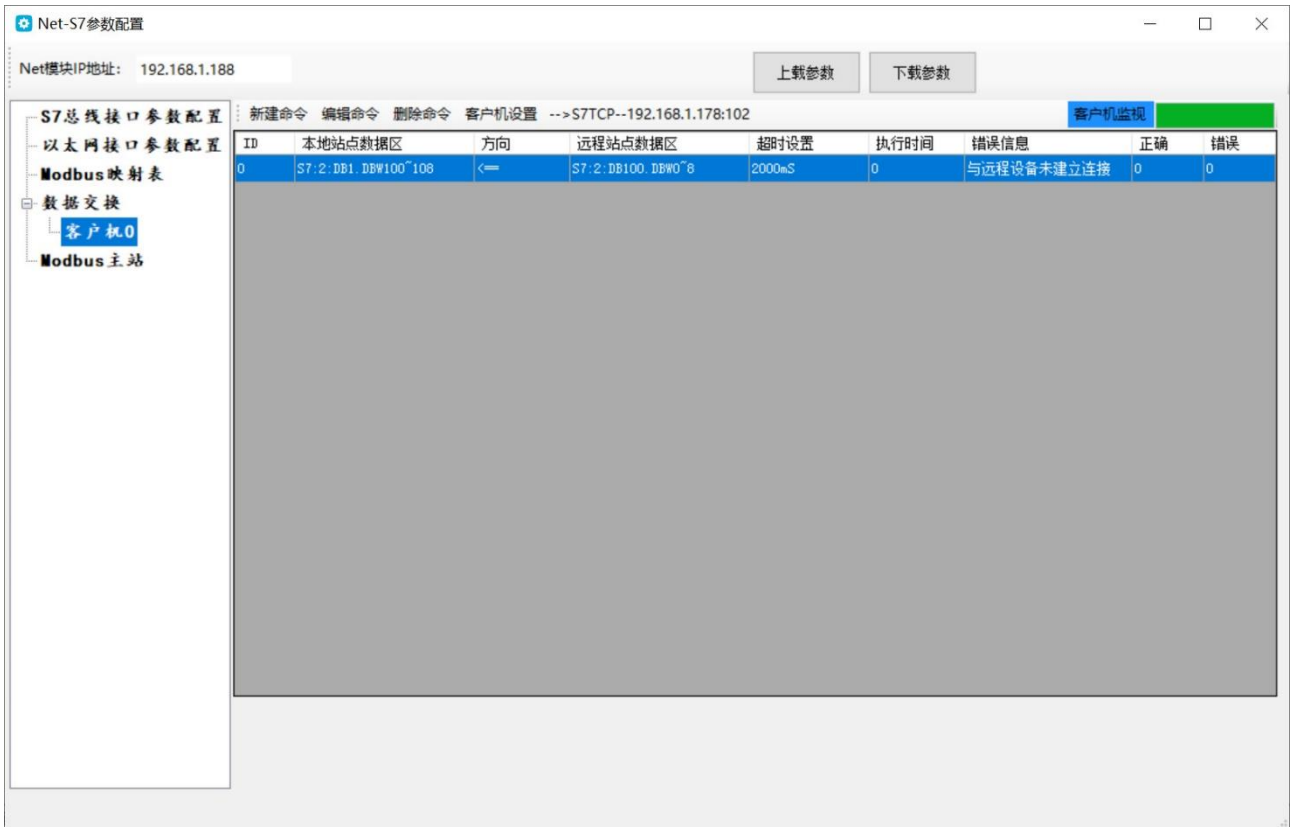 Net-S7参数配置
Net模块IP地址: 192.168.1.188 上载参数 下载参数
S7总线接口参数配置
以太网接口参数配置
Modbus映射表
数据交换
客户机0
Modbus主站
新建命令 编辑命令 删除命令 客户机设置 -->S7TCP--192.168.1.178:102 客户机监视
ID 本地站点数据区 方向 远程站点数据区 超时设置 执行时间 错误信息 正确 错误
0 S7:2:DB1.DBW100~108 <== S7:2:DB100.DBW0~8 2000mS 0 与远程设备未建立连接 0 0